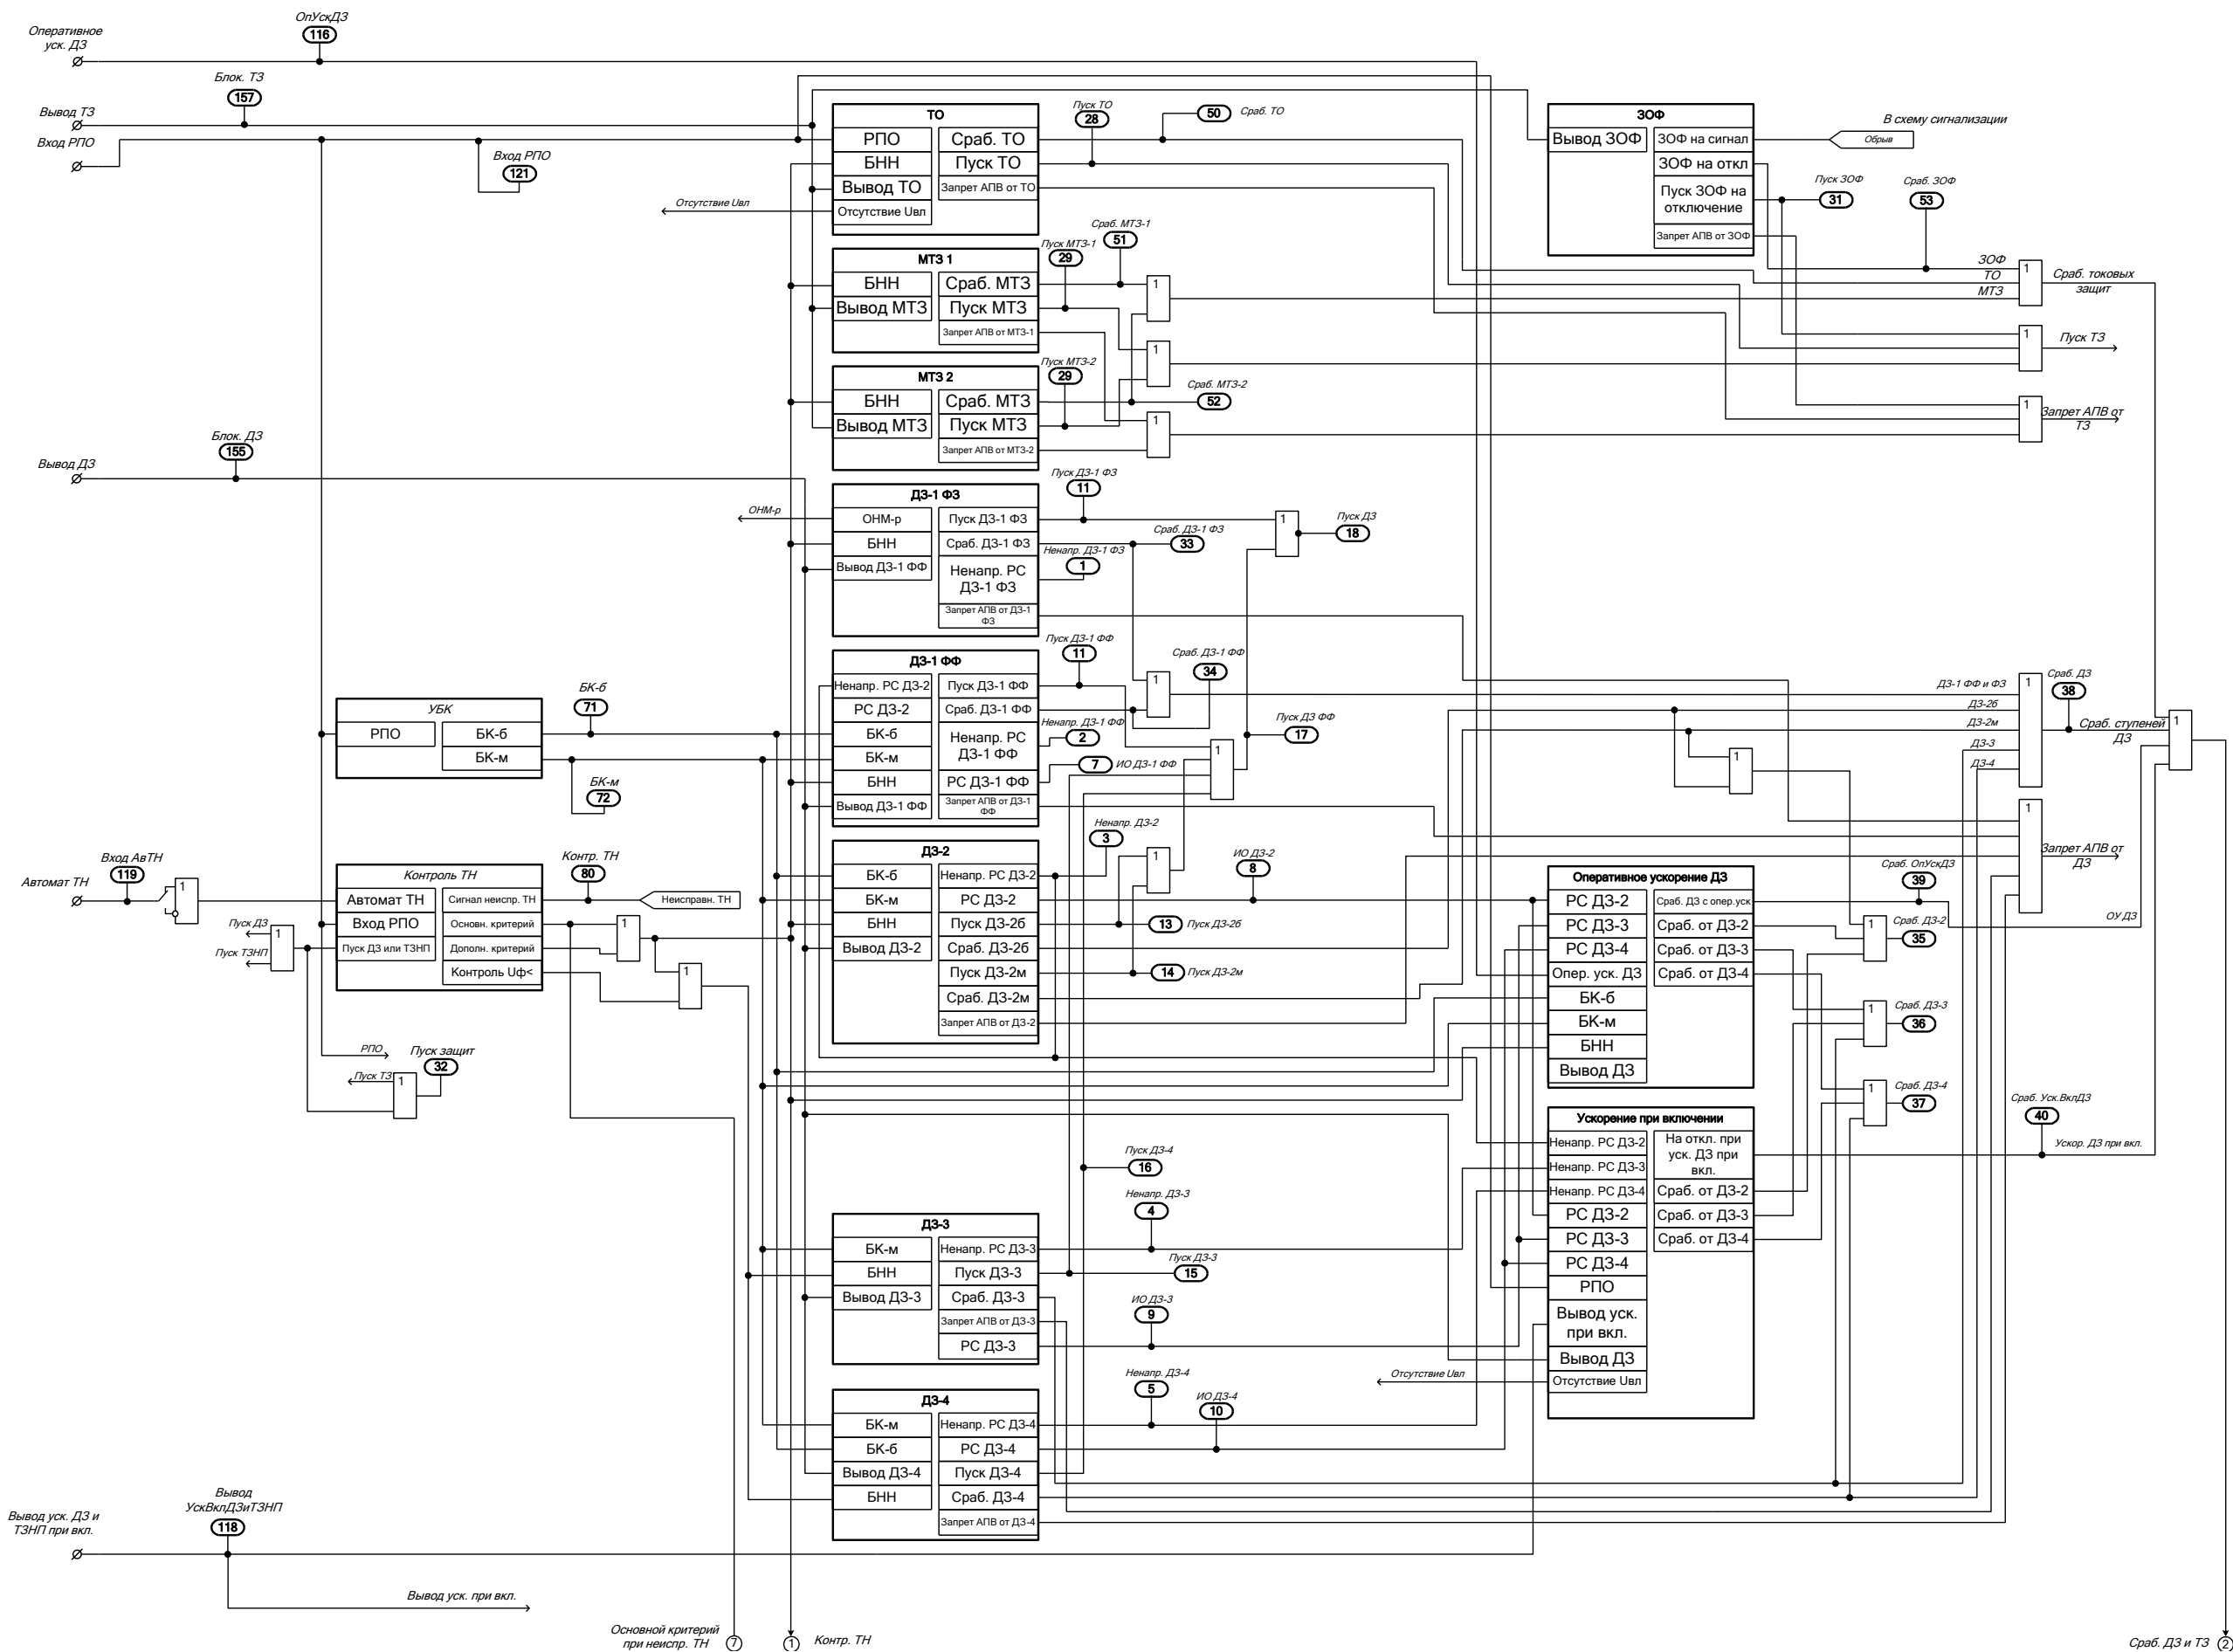 Оперативное
уск. ДЗ
ОпУскДЗ
116
Блок. ТЗ
157
Вывод ТЗ
Вход РПО
Вход РПО
121
Отсутствие Uвл
ТО
РПО
БНН
Вывод ТО
Отсутствие Uвл
Сраб. ТО
Пуск ТО
Запрет АПВ от ТО
Пуск ТО
28
50
Сраб. ТО
МТЗ 1
БНН
Вывод МТЗ
Сраб. МТЗ
Пуск МТЗ
Запрет АПВ от МТЗ-1
Пуск МТЗ-1
29
Сраб. МТЗ-1
51
1
1
1
МТЗ 2
БНН
Вывод МТЗ
Сраб. МТЗ
Пуск МТЗ
Запрет АПВ от МТЗ-2
Пуск МТЗ-2
29
Сраб. МТЗ-2
52
ЗОФ
Вывод ЗОФ
ЗОФ на сигнал
ЗОФ на откл
Пуск ЗОФ на
отключение
Запрет АПВ от ЗОФ
В схему сигнализации
Обрыв
Пуск ЗОФ
31
Сраб. ЗОФ
53
ЗОФ
ТО
МТЗ
1
Сраб. токовых
защит
1
Пуск ТЗ
1
Запрет АПВ от
ТЗ
Блок. ДЗ
155
Вывод ДЗ
ОНМ-р
ДЗ-1 ФЗ
ОНМ-р
БНН
Вывод ДЗ-1 ФФ
Пуск ДЗ-1 ФЗ
Сраб. ДЗ-1 ФЗ
Ненапр. РС
ДЗ-1 ФЗ
Запрет АПВ от ДЗ-1
ФЗ
Пуск ДЗ-1 ФЗ
11
Сраб. ДЗ-1 ФЗ
33
Ненапр. ДЗ-1 ФЗ
1
1
Пуск ДЗ
18
ДЗ-1 ФФ
Ненапр. РС ДЗ-2
РС ДЗ-2
БК-б
БК-м
БНН
Вывод ДЗ-1 ФФ
Пуск ДЗ-1 ФФ
Сраб. ДЗ-1 ФФ
Ненапр. РС
ДЗ-1 ФФ
РС ДЗ-1 ФФ
Запрет АПВ от ДЗ-1
ФФ
Пуск ДЗ-1 ФФ
11
Сраб. ДЗ-1 ФФ
34
1
Ненапр. ДЗ-1 ФФ
2
7
ИО ДЗ-1 ФФ
1
Пуск ДЗ ФФ
17
УБК
РПО
БК-б
БК-м
БК-б
71
БК-м
72
ДЗ-1 ФФ и ФЗ
ДЗ-2б
ДЗ-2м
ДЗ-3
ДЗ-4
1
Сраб. ДЗ
38
Сраб. ступеней
ДЗ
1
1
1
Запрет АПВ от
ДЗ
Автомат ТН
Вход АвТН
119
1
Контроль ТН
Автомат ТН
Вход РПО
Пуск ДЗ или ТЗНП
Сигнал неиспр. ТН
Основн. критерий
Дополн. критерий
Контроль Uф<
Контр. ТН
80
Неисправн. ТН
Пуск ДЗ
Пуск ТЗНП
1
1
1
РПО
Пуск защит
32
Пуск ТЗ
1
ДЗ-2
БК-б
БК-м
БНН
Вывод ДЗ-2
Ненапр. РС ДЗ-2
РС ДЗ-2
Пуск ДЗ-2б
Сраб. ДЗ-2б
Пуск ДЗ-2м
Сраб. ДЗ-2м
Запрет АПВ от ДЗ-2
Ненапр. ДЗ-2
3
1
ИО ДЗ-2
8
13
Пуск ДЗ-2б
14
Пуск ДЗ-2м
Оперативное ускорение ДЗ
РС ДЗ-2
РС ДЗ-3
РС ДЗ-4
Опер. уск. ДЗ
БК-б
БК-м
БНН
Вывод ДЗ
Сраб. ДЗ с опер.уск
Сраб. от ДЗ-2
Сраб. от ДЗ-3
Сраб. от ДЗ-4
Сраб. ОпУскДЗ
39
ОУ ДЗ
1
Сраб. ДЗ-2
35
1
Сраб. ДЗ-3
36
1
Сраб. ДЗ-4
37
Ускорение при включении
Ненапр. РС ДЗ-2
Ненапр. РС ДЗ-3
Ненапр. РС ДЗ-4
РС ДЗ-2
РС ДЗ-3
РС ДЗ-4
РПО
Вывод уск.
при вкл.
Вывод ДЗ
Отсутствие Uвл
На откл. при
уск. ДЗ при
вкл.
Сраб. от ДЗ-2
Сраб. от ДЗ-3
Сраб. от ДЗ-4
Сраб. Уск.ВклДЗ
40
Ускор. ДЗ при вкл.
Отсутствие Uвл
Пуск ДЗ-4
16
Ненапр. ДЗ-3
4
Пуск ДЗ-3
15
ИО ДЗ-3
9
ДЗ-3
БК-м
БНН
Вывод ДЗ-3
Ненапр. РС ДЗ-3
Пуск ДЗ-3
Сраб. ДЗ-3
Запрет АПВ от ДЗ-3
РС ДЗ-3
Ненапр. ДЗ-4
5
ИО ДЗ-4
10
ДЗ-4
БК-м
БК-б
Вывод ДЗ-4
БНН
Ненапр. РС ДЗ-4
РС ДЗ-4
Пуск ДЗ-4
Сраб. ДЗ-4
Запрет АПВ от ДЗ-4
Вывод уск. ДЗ и
ТЗНП при вкл.
Вывод
УскВклДЗиТЗНП
118
Вывод уск. при вкл.
Основной критерий
при неиспр. ТН
7
1
Контр. ТН
Сраб. ДЗ и ТЗ
2